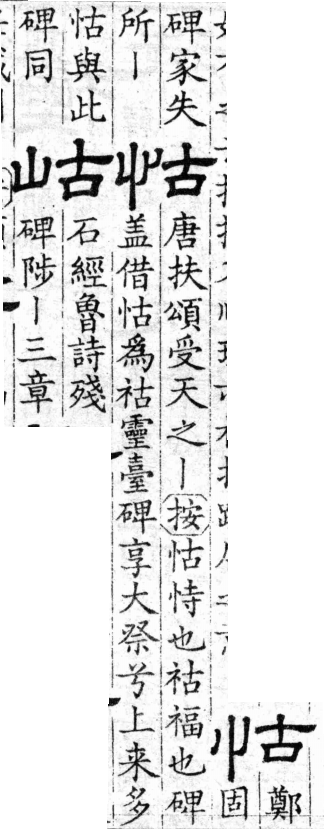 怙
鄭
固
碑家失
所丨
怙
唐扶頌受天之丨按怙恃也祜福也碑
盖借怙為祜靈臺碑享大祭兮上来多
怙與此
碑同
岵
石經魯詩殘
碑陟丨三章